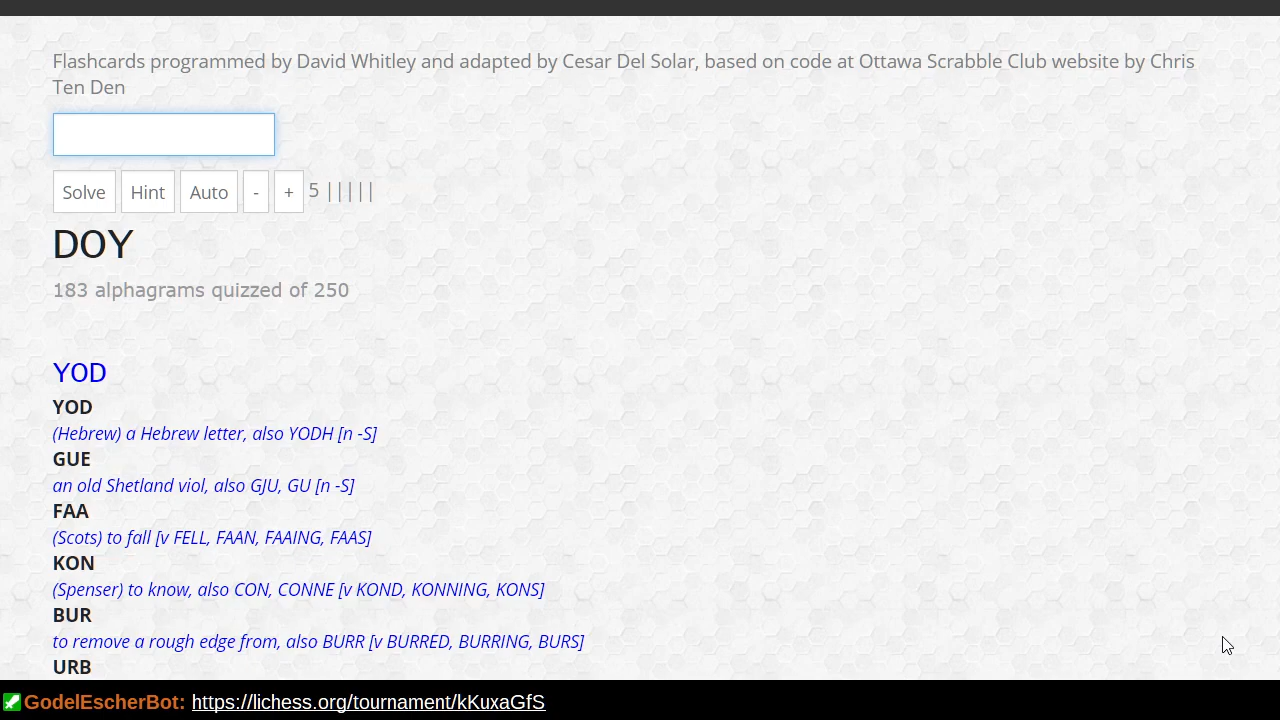 Flashcards programmed by David Whitley and adapted by Cesar Del Solar, based on code at Ottawa Scrabble Club website by Chris
Ten Den
Solve Hint Auto - + 5 |||||
DOY
183 alphagrams quizzed of 250
YOD
YOD
(Hebrew) a Hebrew letter, also YODH [n -S]
GUE
an old Shetland viol, also GJU, GU [n -S]
FAA
(Scots) to fall [v FELL, FAAN, FAAING, FAAS]
KON
(Spenser) to know, also CON, CONNE [v KOND, KONNING, KONS]
BUR
to remove a rough edge from, also BURR [v BURRED, BURRING, BURS]
URB
GodelEscherBot: https://lichess.org/tournament/kKuxaGfS